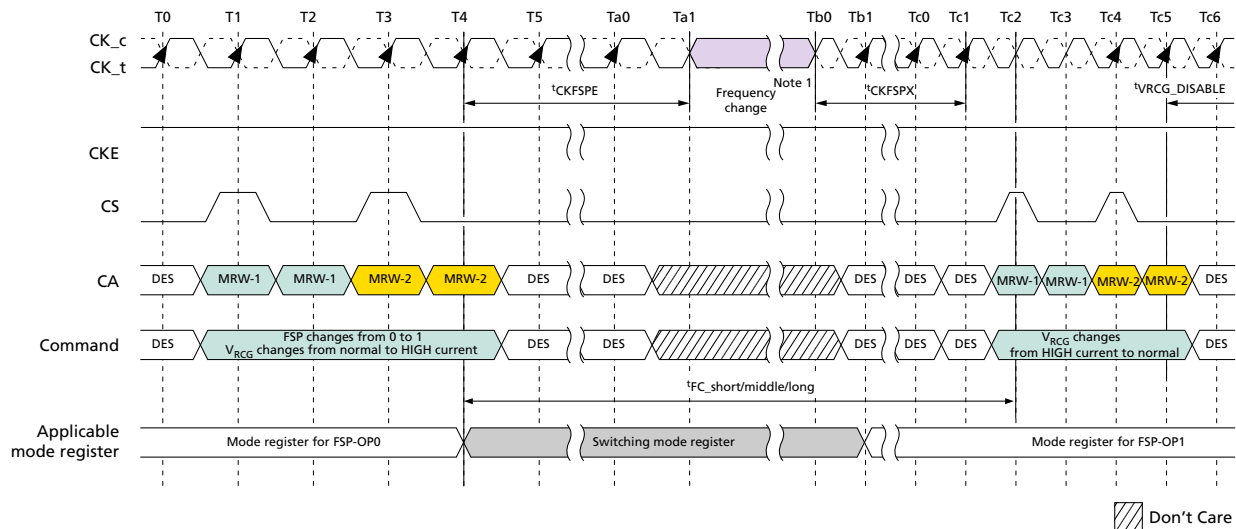 T0 T1 T2 T3 T4 T5 Ta0 Ta1 Tb0 Tb1 Tc0 Tc1 Tc2 Tc3 Tc4 Tc5 Tc6
CK_c
CK_t
Note 1
tCKFSPE Frequency change tCKFSPX tVRCG_DISABLE
CKE
CS
CA DES MRW-1 MRW-1 MRW-2 MRW-2 DES DES DES DES DES MRW-1 MRW-1 MRW-2 MRW-2 DES
Command DES FSP changes from 0 to 1 VRCG changes from normal to HIGH current DES DES DES DES DES VRCG changes from HIGH current to normal DES
tFC_short/middle/long
Applicable mode register Mode register for FSP-OP0 Switching mode register Mode register for FSP-OP1
Don't Care